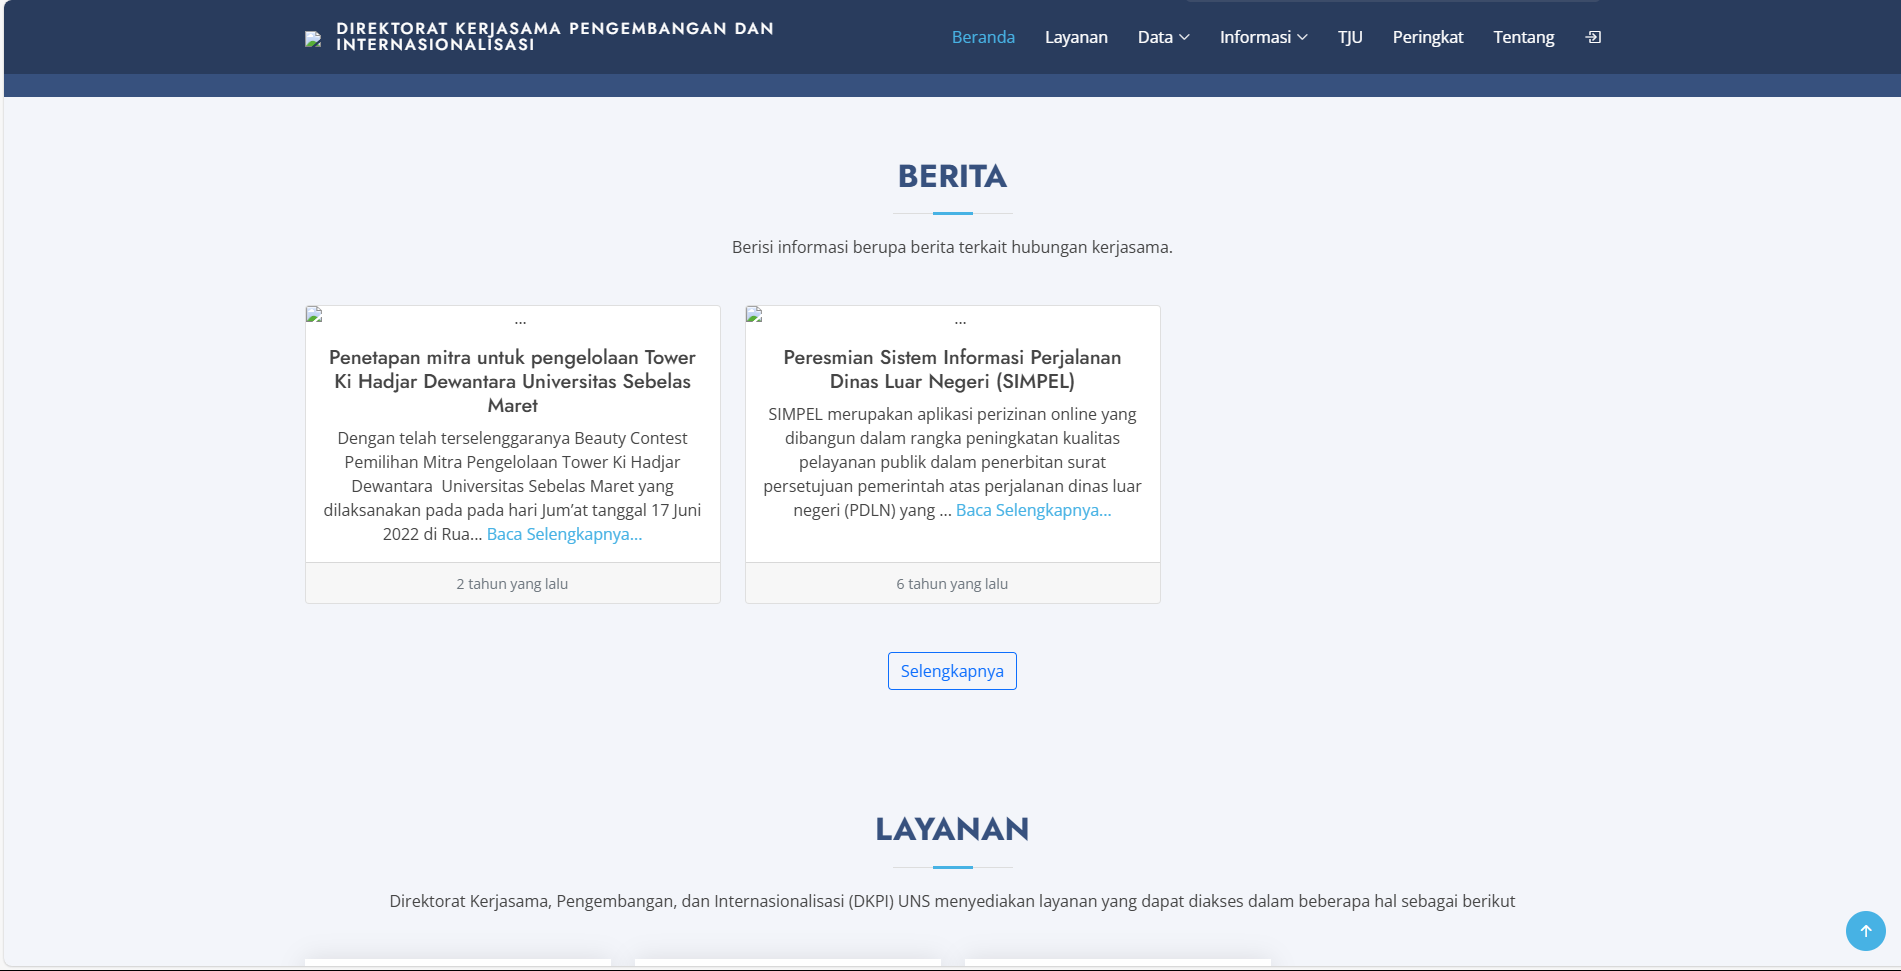 DIREKTORAT KERJASAMA PENGEMBANGAN DAN
INTERNASIONALISASI
Beranda
Layanan
Data
Informasi
TJU
Peringkat
Tentang
BERITA
Berisi informasi berupa berita terkait hubungan kerjasama.
...
Penetapan mitra untuk pengelolaan Tower
Ki Hadjar Dewantara Universitas Sebelas
Maret
Dengan telah terselenggaranya Beauty Contest
Pemilihan Mitra Pengelolaan Tower Ki Hadjar
Dewantara  Universitas Sebelas Maret yang
dilaksanakan pada pada hari Jum’at tanggal 17 Juni
2022 di Rua... Baca Selengkapnya...
2 tahun yang lalu
...
Peresmian Sistem Informasi Perjalanan
Dinas Luar Negeri (SIMPEL)
SIMPEL merupakan aplikasi perizinan online yang
dibangun dalam rangka peningkatan kualitas
pelayanan publik dalam penerbitan surat
persetujuan pemerintah atas perjalanan dinas luar
negeri (PDLN) yang ... Baca Selengkapnya...
6 tahun yang lalu
Selengkapnya
LAYANAN
Direktorat Kerjasama, Pengembangan, dan Internasionalisasi (DKPI) UNS menyediakan layanan yang dapat diakses dalam beberapa hal sebagai berikut